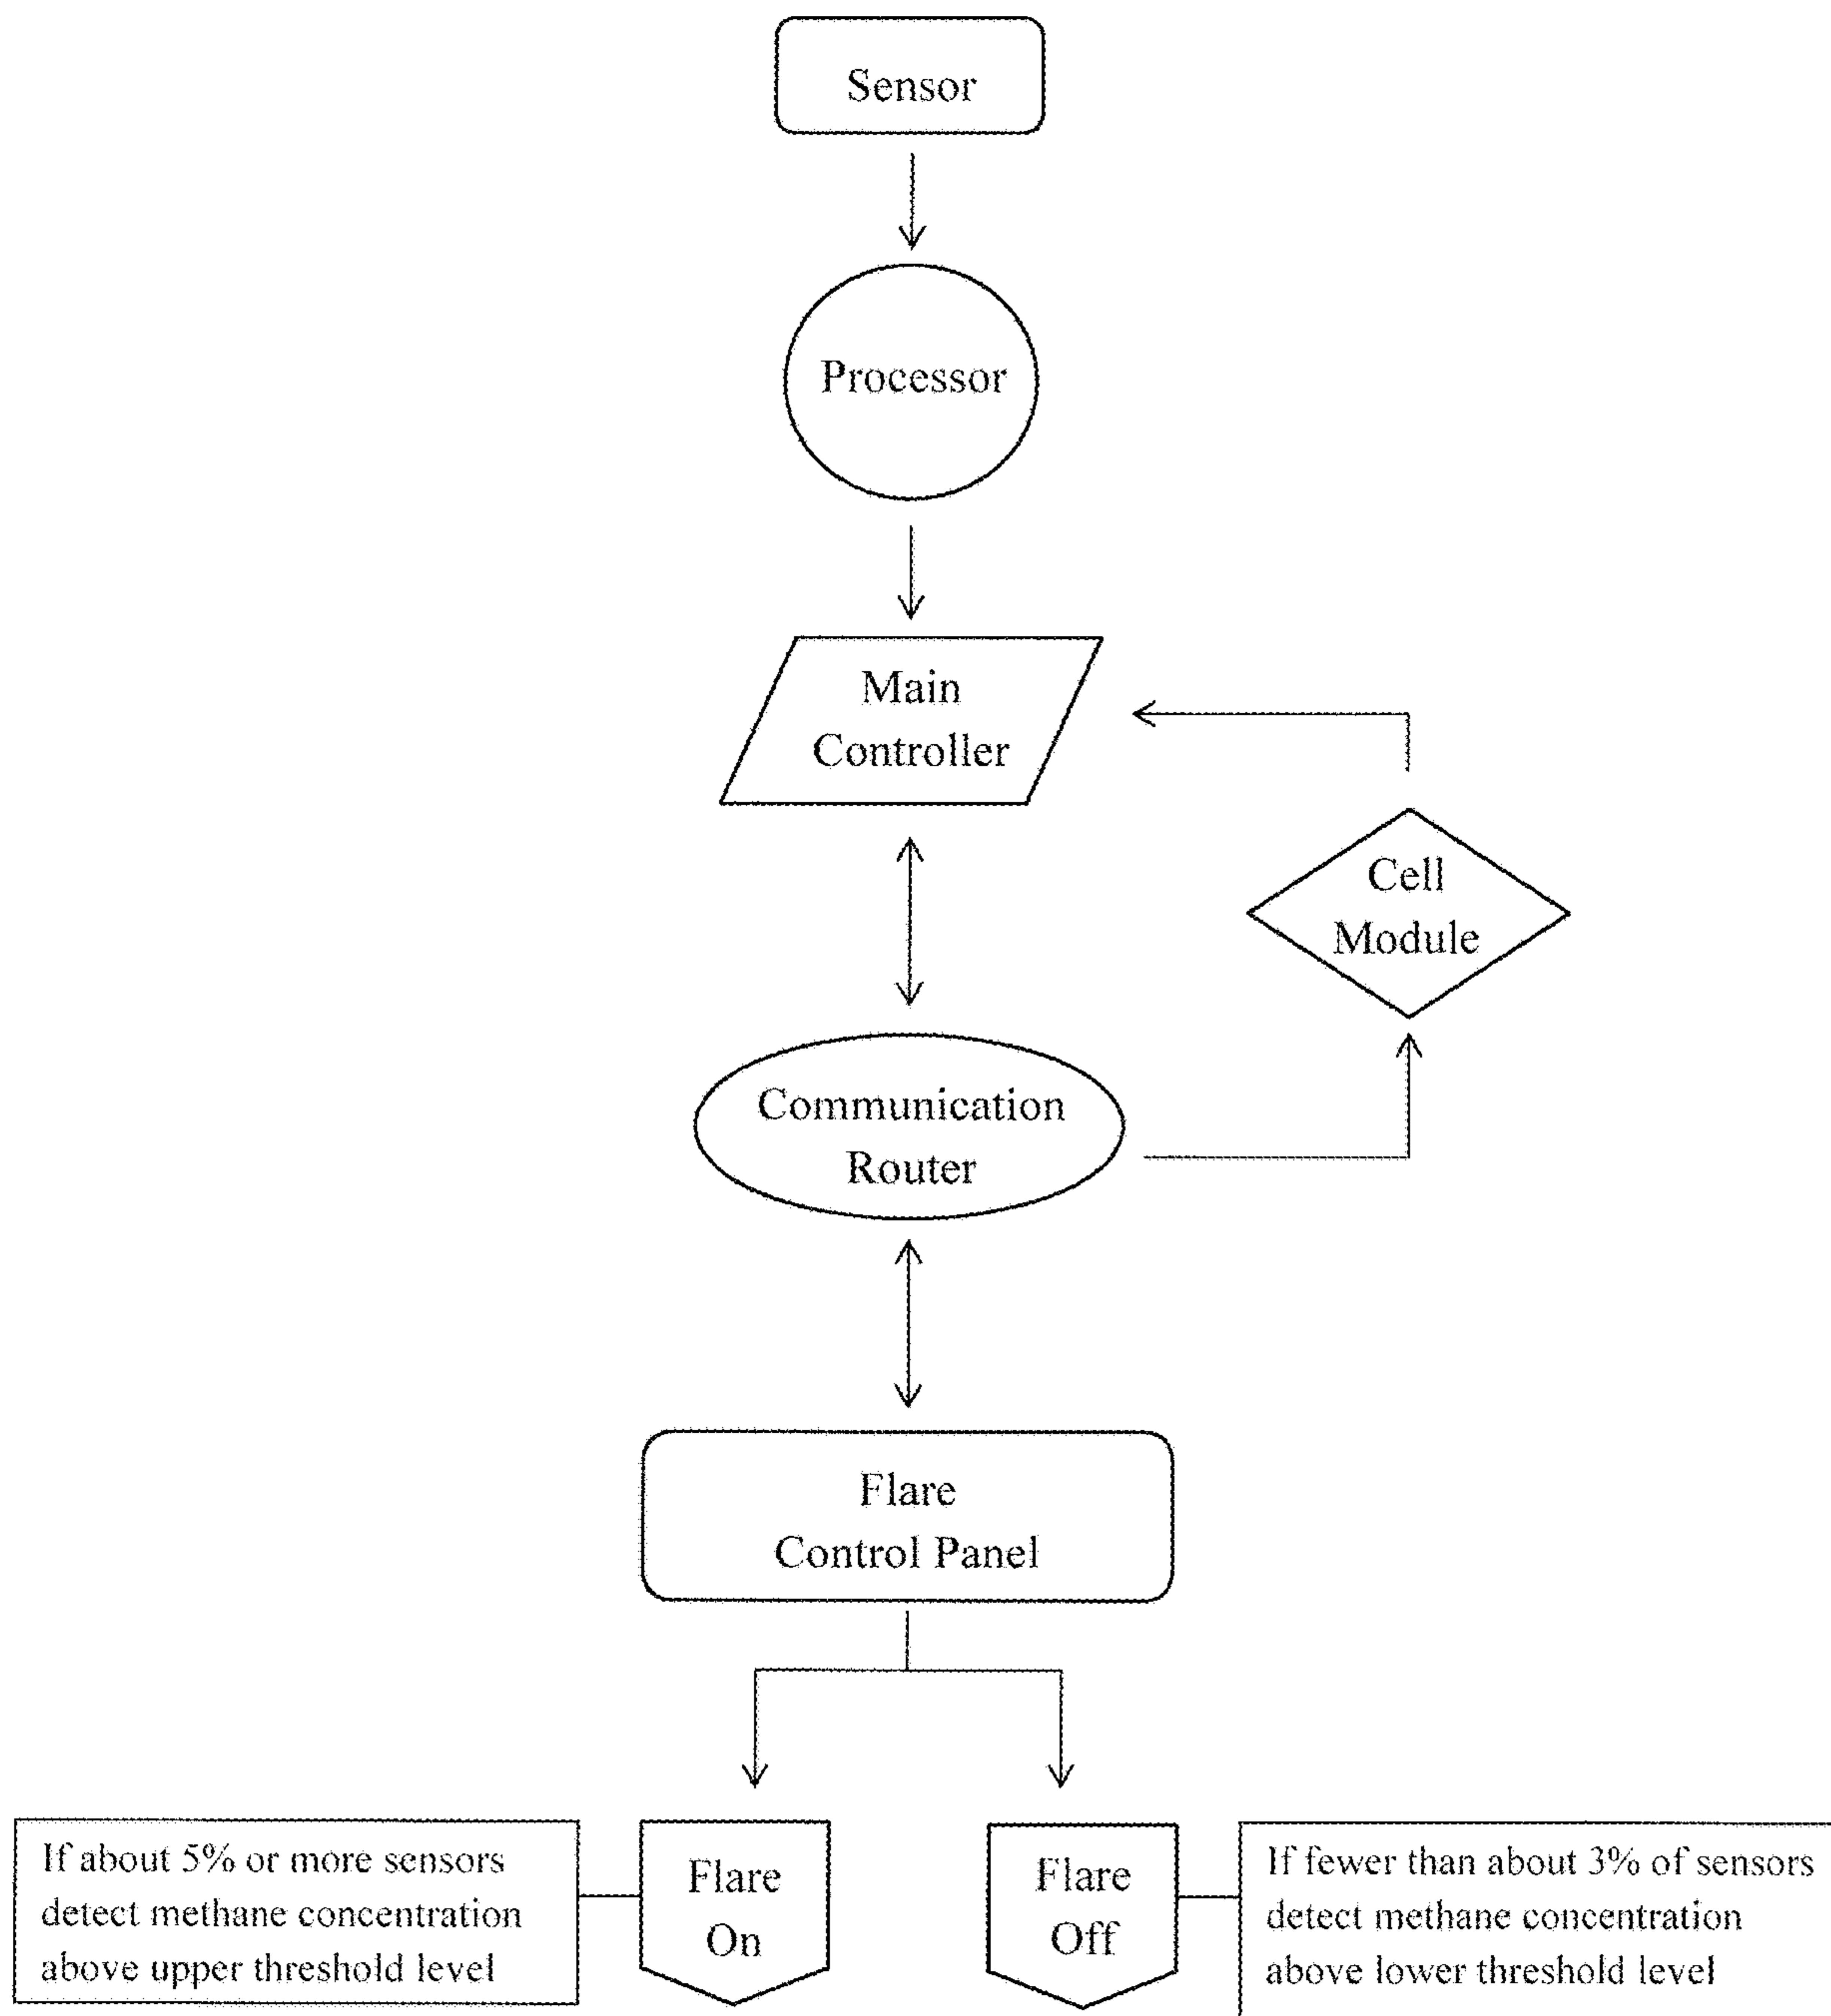 Sensor
Processor
Main
Controller
Cell
Module
Communication
Router
Flare
Control Panel
If about 5% or more sensors
detect methane concentration
above upper threshold level
Flare
On
Flare
Off
If fewer than about 3% of sensors
detect methane concentration
above lower threshold level